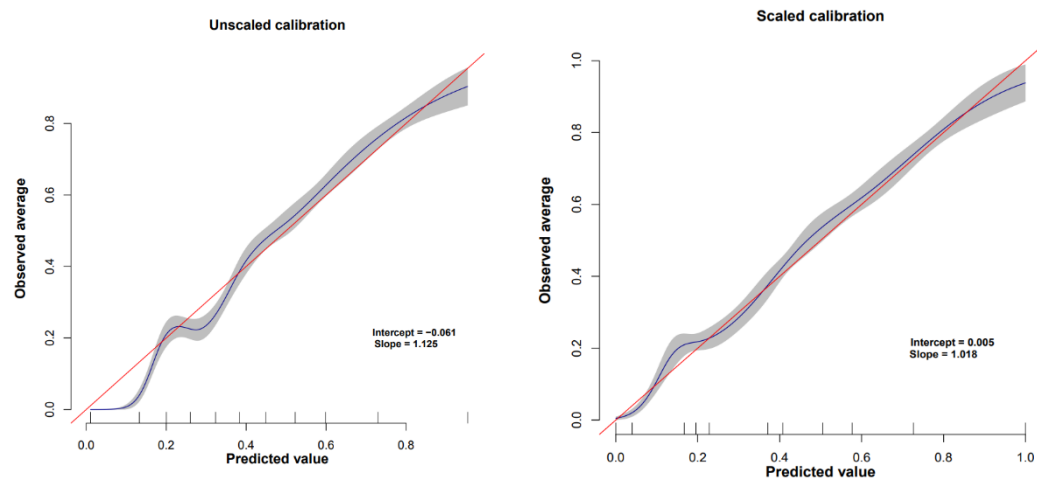 Unscaled calibration
Observed average
0.8
0.6
0.4
0.2
0.0
Intercept = −0.061
Slope = 1.125
0.0 0.2 0.4 0.6 0.8
Predicted value
Scaled calibration
Observed average
1.0
0.8
0.6
0.4
0.2
0.0
Intercept = 0.005
Slope = 1.018
0.0 0.2 0.4 0.6 0.8 1.0
Predicted value